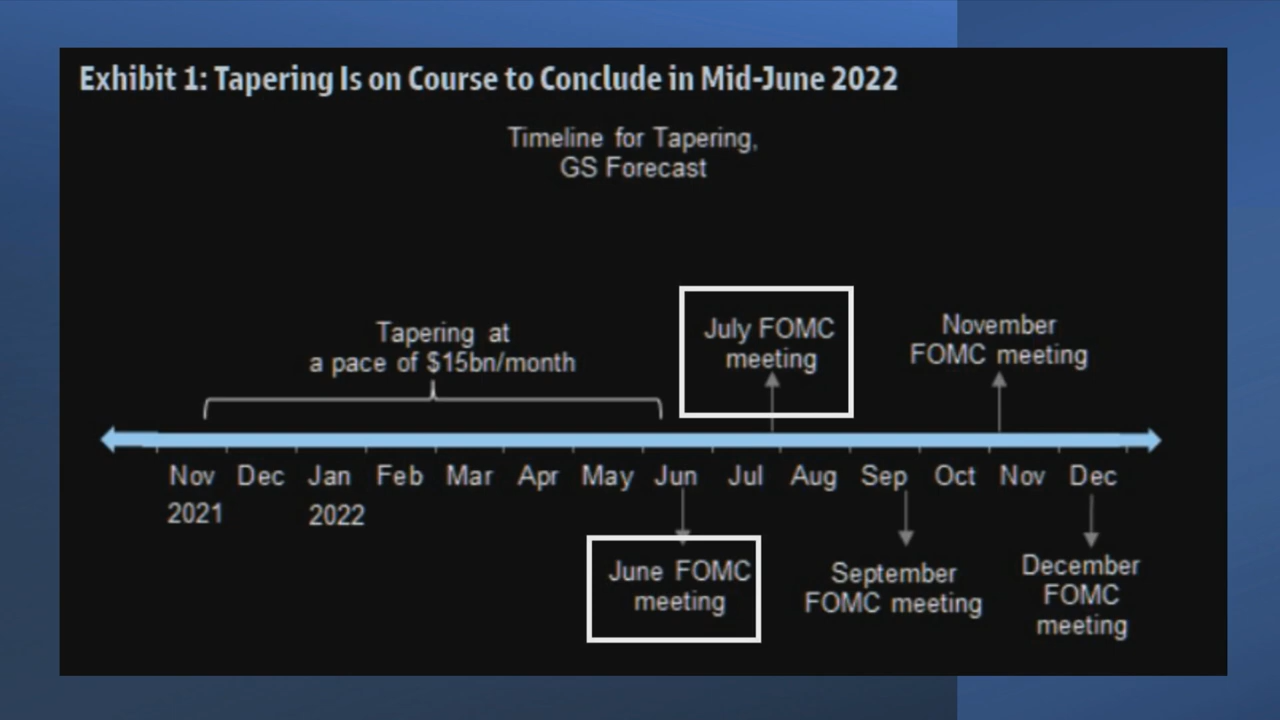 Exhibit 1: Tapering Is on Course to Conclude in Mid-June 2022
Timeline for Tapering,
GS Forecast
Tapering at
a pace of $15bn/month
July FOMC
meeting
November
FOMC meeting
Nov Dec Jan Feb Mar Apr May Jun Jul Aug Sep Oct Nov Dec
2021 2022
June FOMC
meeting
September
FOMC meeting
December
FOMC
meeting